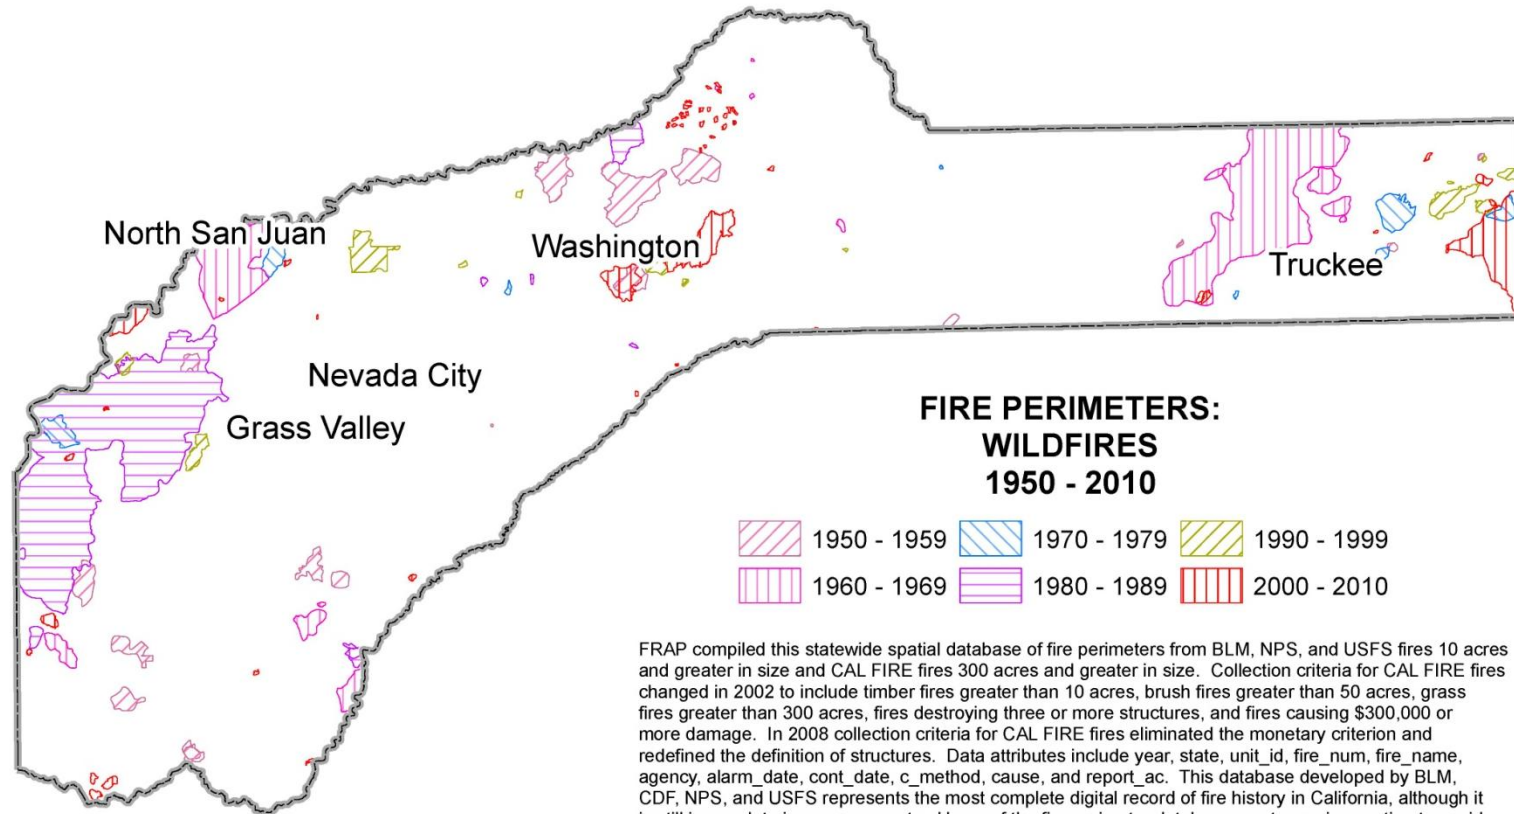 North San Juan
Washington
Truckee
Nevada City
Grass Valley
FIRE PERIMETERS:
WILDFIRES
1950 - 2010
1950 - 1959 1970 - 1979 1990 - 1999
1960 - 1969 1980 - 1989 2000 - 2010
FRAP compiled this statewide spatial database of fire perimeters from BLM, NPS, and USFS fires 10 acres
and greater in size and CAL FIRE fires 300 acres and greater in size. Collection criteria for CAL FIRE fires
changed in 2002 to include timber fires greater than 10 acres, brush fires greater than 50 acres, grass
fires greater than 300 acres, fires destroying three or more structures, and fires causing $300,000 or
more damage. In 2008 collection criteria for CAL FIRE fires eliminated the monetary criterion and
redefined the definition of structures. Data attributes include year, state, unit_id, fire_num, fire_name,
agency, alarm_date, cont_date, c_method, cause, and report_ac. This database developed by BLM,
CDF, NPS, and USFS represents the most complete digital record of fire history in California, although it